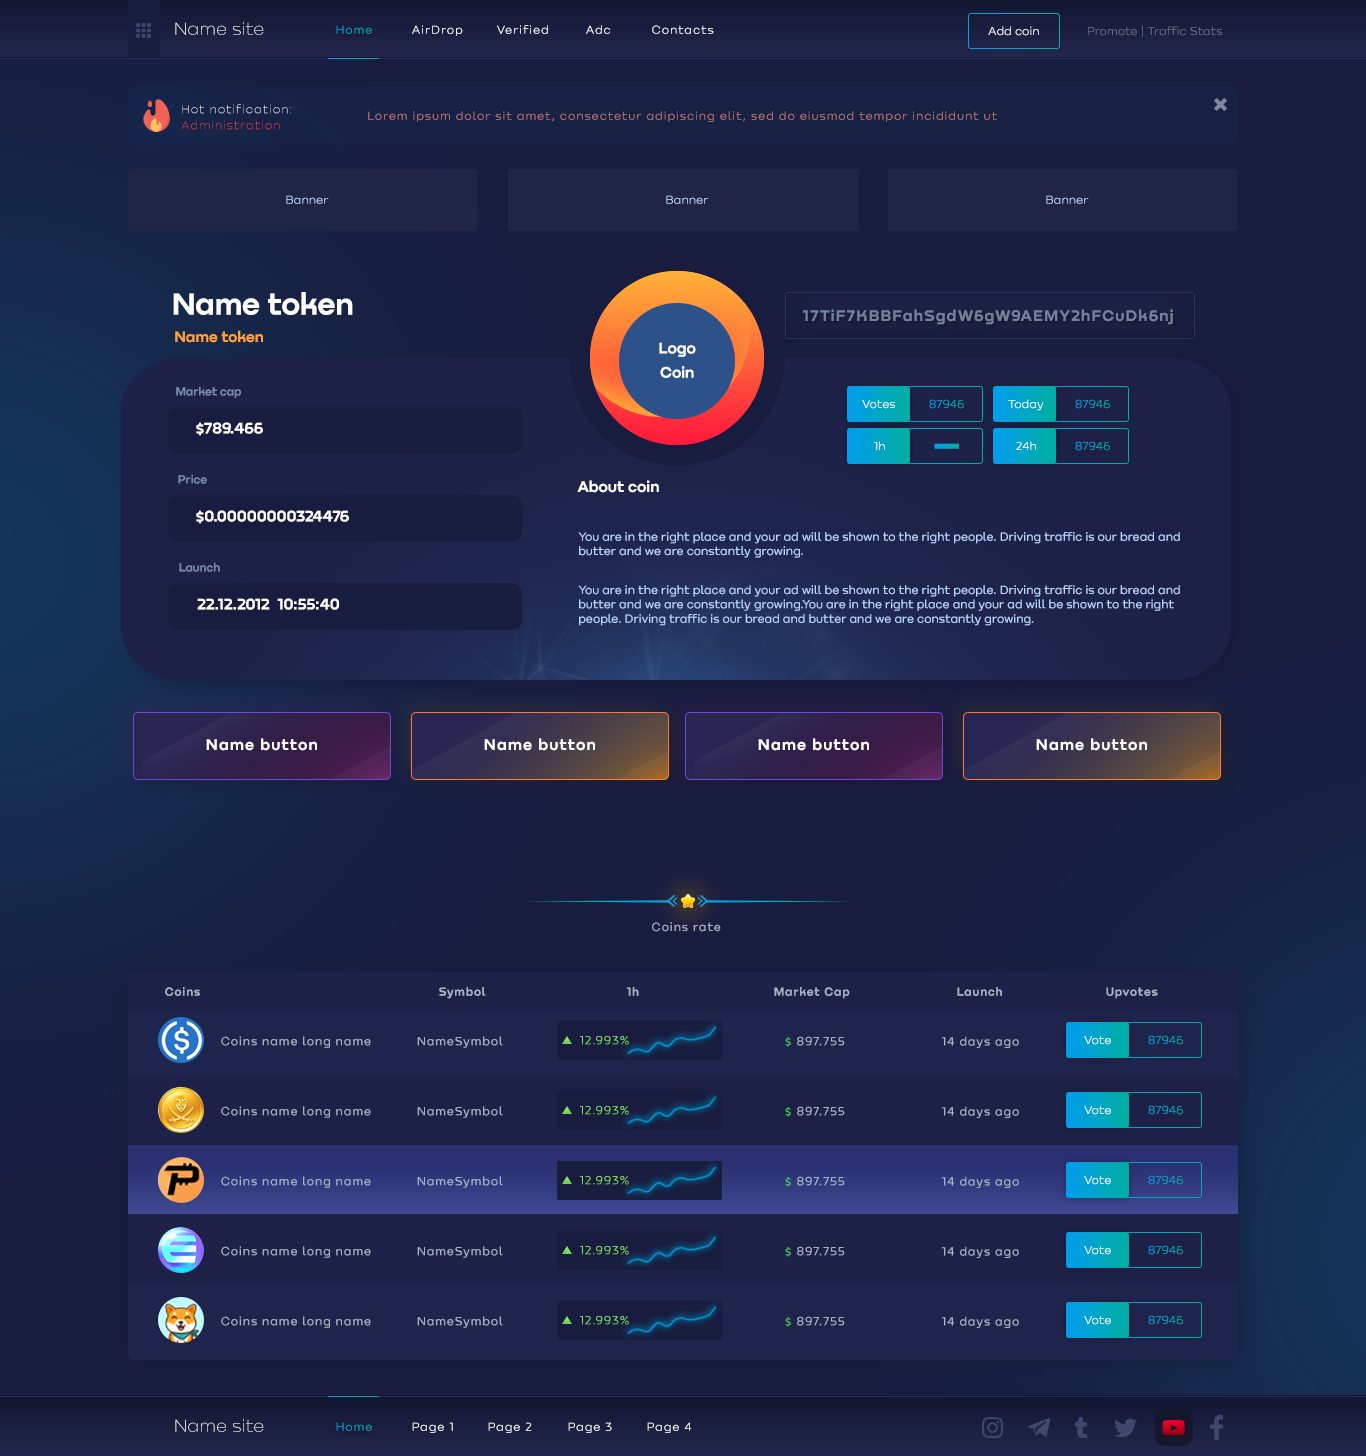 Name site
Home AirDrop Verified Adc Contacts
Add coin
Promote | Traffic Stats
Hot notification:
Administration
Lorem ipsum dolor sit amet, consectetur adipiscing elit, sed do eiusmod tempor incididunt ut
Banner Banner Banner
Name token
Name token
Logo
Coin
17TiF7KBBFahSgdW6gW9AEMY2hFCuDk6nj
Market cap
$789.466
Price
$0.00000000324476
Launch
22.12.2012 10:55:40
Votes 87946 Today 87946
1h 24h 87946
About coin
You are in the right place and your ad will be shown to the right people. Driving traffic is our bread and
butter and we are constantly growing.
You are in the right place and your ad will be shown to the right people. Driving traffic is our bread and
butter and we are constantly growing.You are in the right place and your ad will be shown to the right
people. Driving traffic is our bread and butter and we are constantly growing.
Name button Name button Name button Name button
Coins rate
Coins Symbol 1h Market Cap Launch Upvotes
Coins name long name NameSymbol 12.993% $ 897.755 14 days ago Vote 87946
Coins name long name NameSymbol 12.993% $ 897.755 14 days ago Vote 87946
Coins name long name NameSymbol 12.993% $ 897.755 14 days ago Vote 87946
Coins name long name NameSymbol 12.993% $ 897.755 14 days ago Vote 87946
Coins name long name NameSymbol 12.993% $ 897.755 14 days ago Vote 87946
Name site
Home Page 1 Page 2 Page 3 Page 4